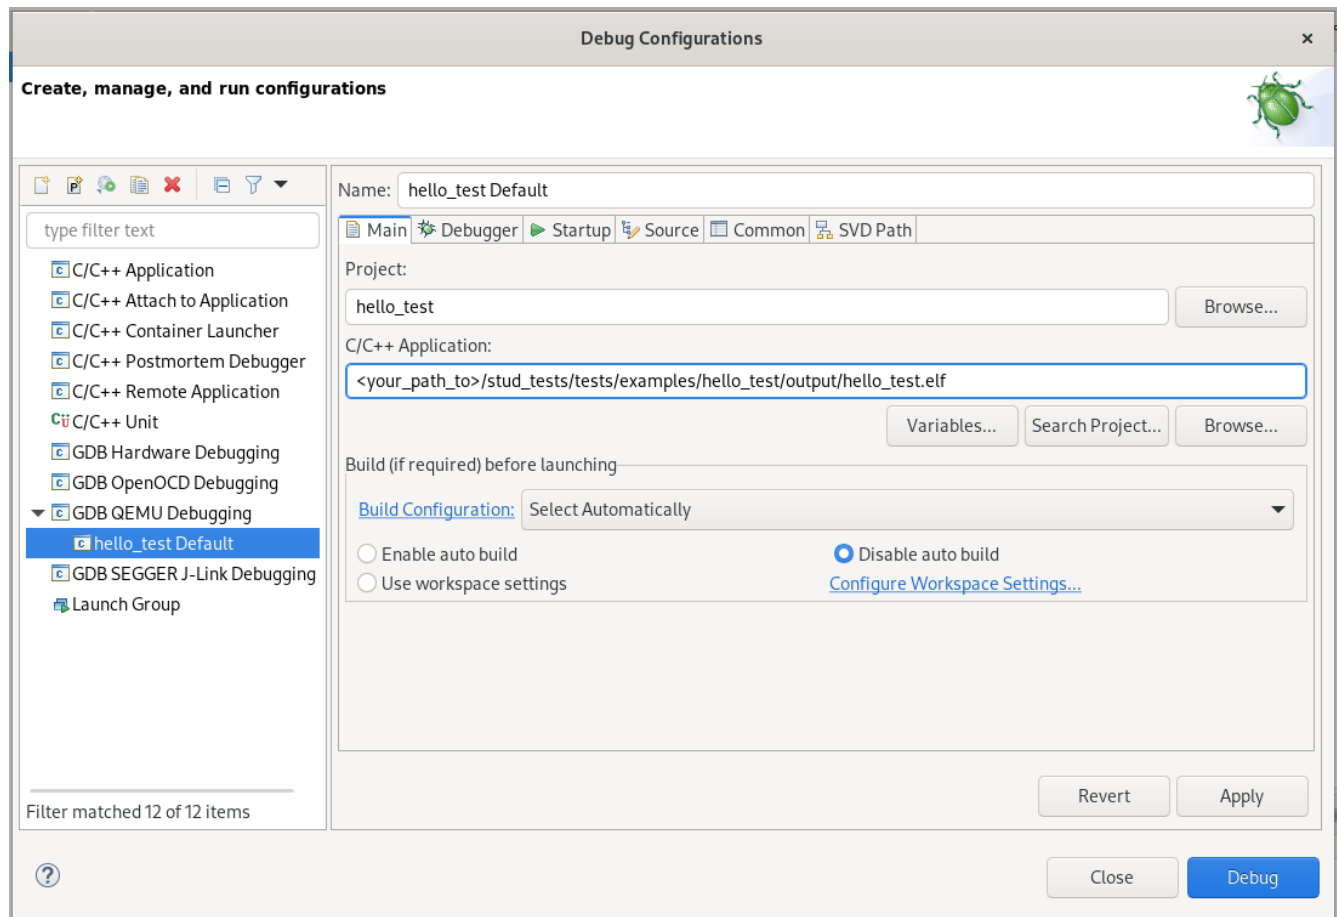 Debug Configurations
Create, manage, and run configurations
type filter text
C/C++ Application
C/C++ Attach to Application
C/C++ Container Launcher
C/C++ Postmortem Debugger
C/C++ Remote Application
C/C++ Unit
GDB Hardware Debugging
GDB OpenOCD Debugging
GDB QEMU Debugging
hello_test Default
GDB SEGGER J-Link Debugging
Launch Group
Filter matched 12 of 12 items
Name: hello_test Default
Main Debugger Startup Source Common SVD Path
Project:
hello_test Browse...
C/C++ Application:
<your_path_to>/stud_tests/tests/examples/hello_test/output/hello_test.elf
Variables... Search Project... Browse...
Build (if required) before launching
Build Configuration: Select Automatically
Enable auto build Disable auto build
Use workspace settings Configure Workspace Settings...
Revert Apply
Close Debug